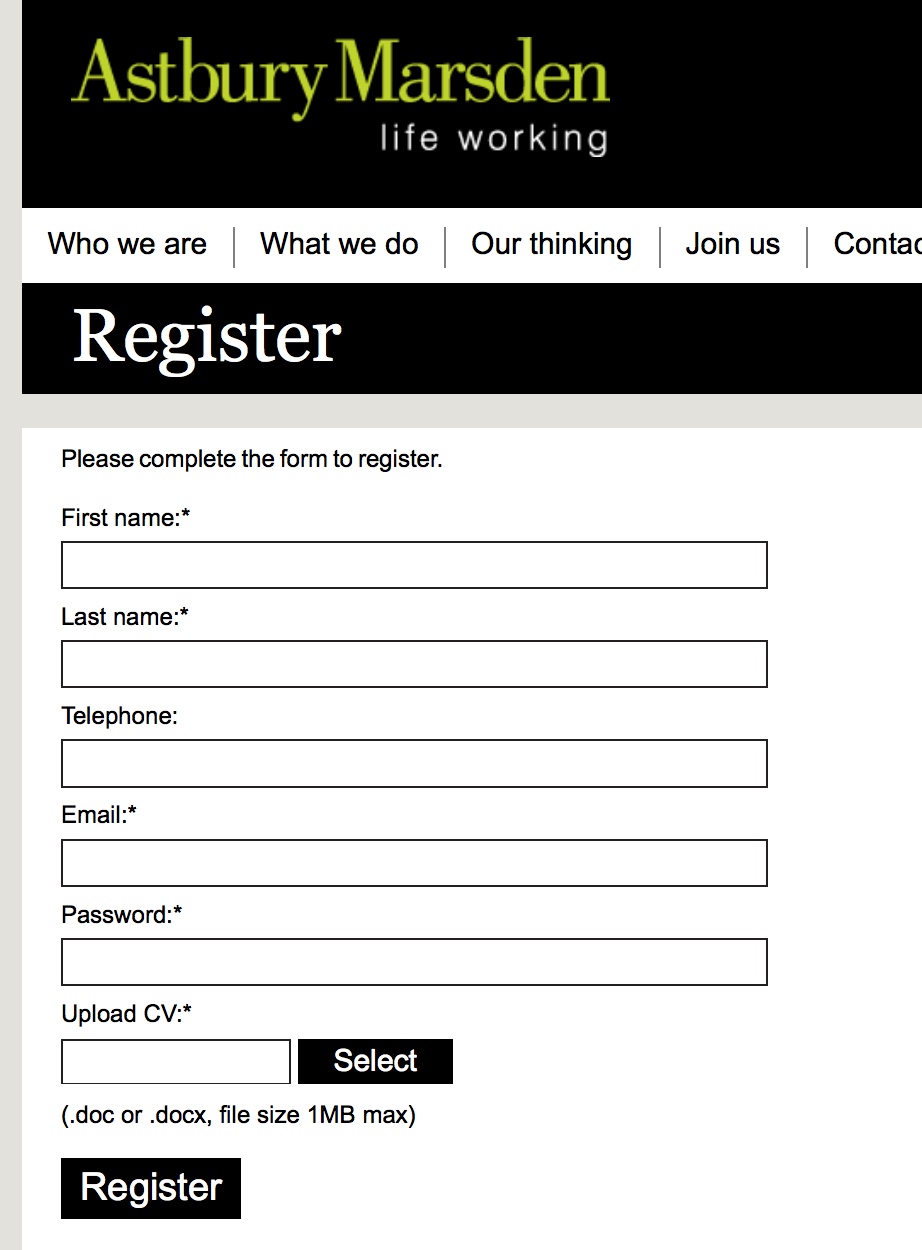 Astbury Marsden
life working
Who we are What we do Our thinking Join us Contac
Register
Please complete the form to register.
First name:*
Last name:*
Telephone:
Email:*
Password:*
Upload CV:*
Select
(.doc or .docx, file size 1MB max)
Register